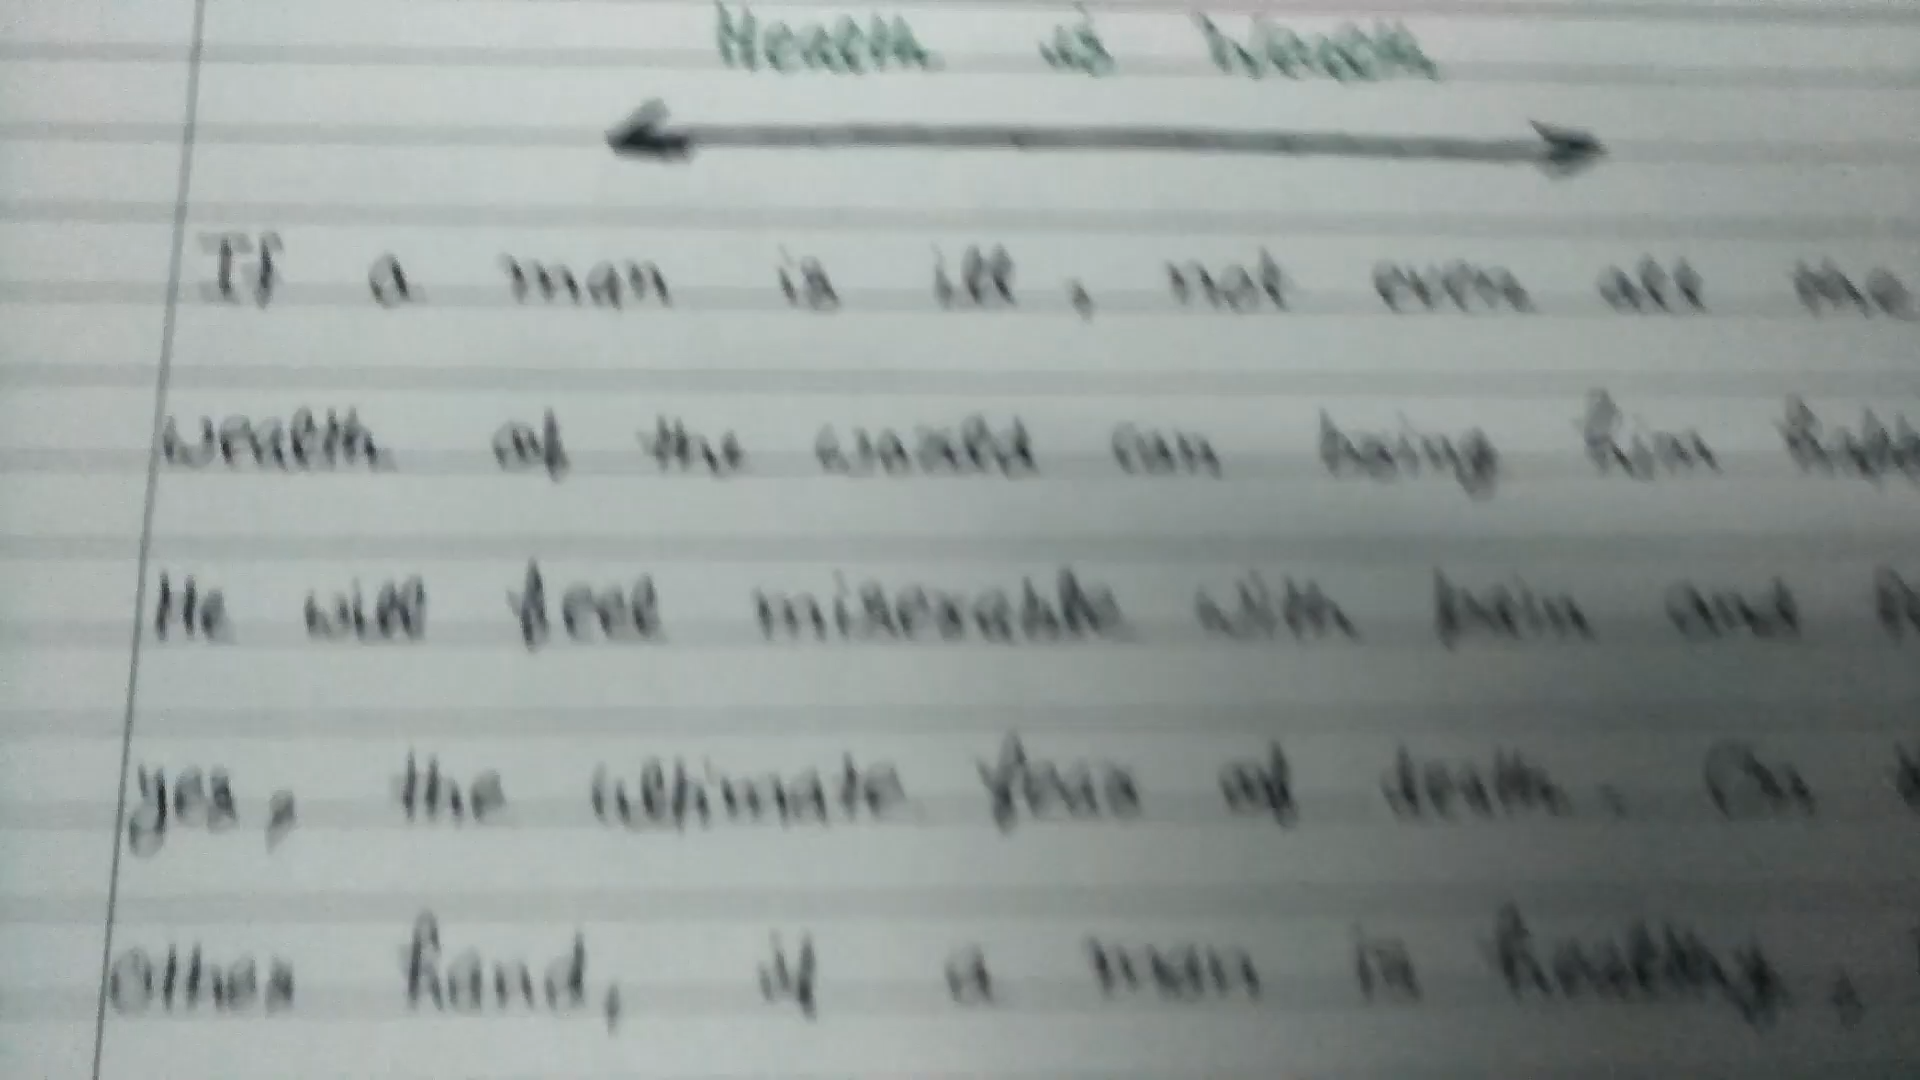 Health is Wealth
If a man is ill, not even all the
wealth of the world can bring him
He will feel miserable with pain and
yes, the ultimate fear of death. On
other hand, if a man is healthy,